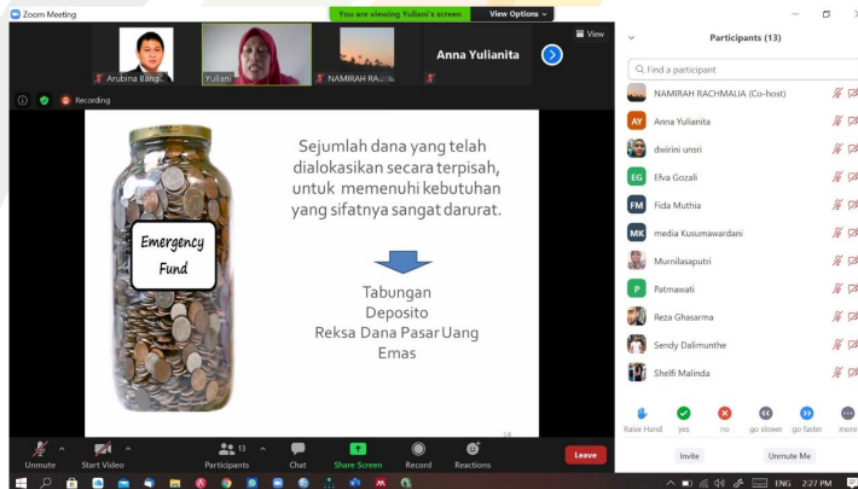 Zoom Meeting
You are viewing Yuliani's screen
View Options
View
Arubina Bang...
Yuliani
NAMIRAH RA...
Anna Yulianita
Recording
Emergency
Fund
Sejumlah dana yang telah
dialokasikan secara terpisah,
untuk memenuhi kebutuhan
yang sifatnya sangat darurat.
Tabungan
Deposito
Reksa Dana Pasar Uang
Emas
14
Unmute
Start Video
13
Participants
Chat
Share Screen
Record
Reactions
Leave
Participants (13)
Find a participant
NAMIRAH RACHMALIA (Co-host)
AY Anna Yulianita
dwirini unsri
EG Efva Gozali
FM Fida Muthia
MK media Kusumawardani
Murnilasaputri
P Patmawati
Reza Ghasarma
Sendy Dalimunthe
Shelfi Malinda
Raise Hand
yes
no
go slower
go faster
more
Invite
Unmute Me
ENG
2:27 PM